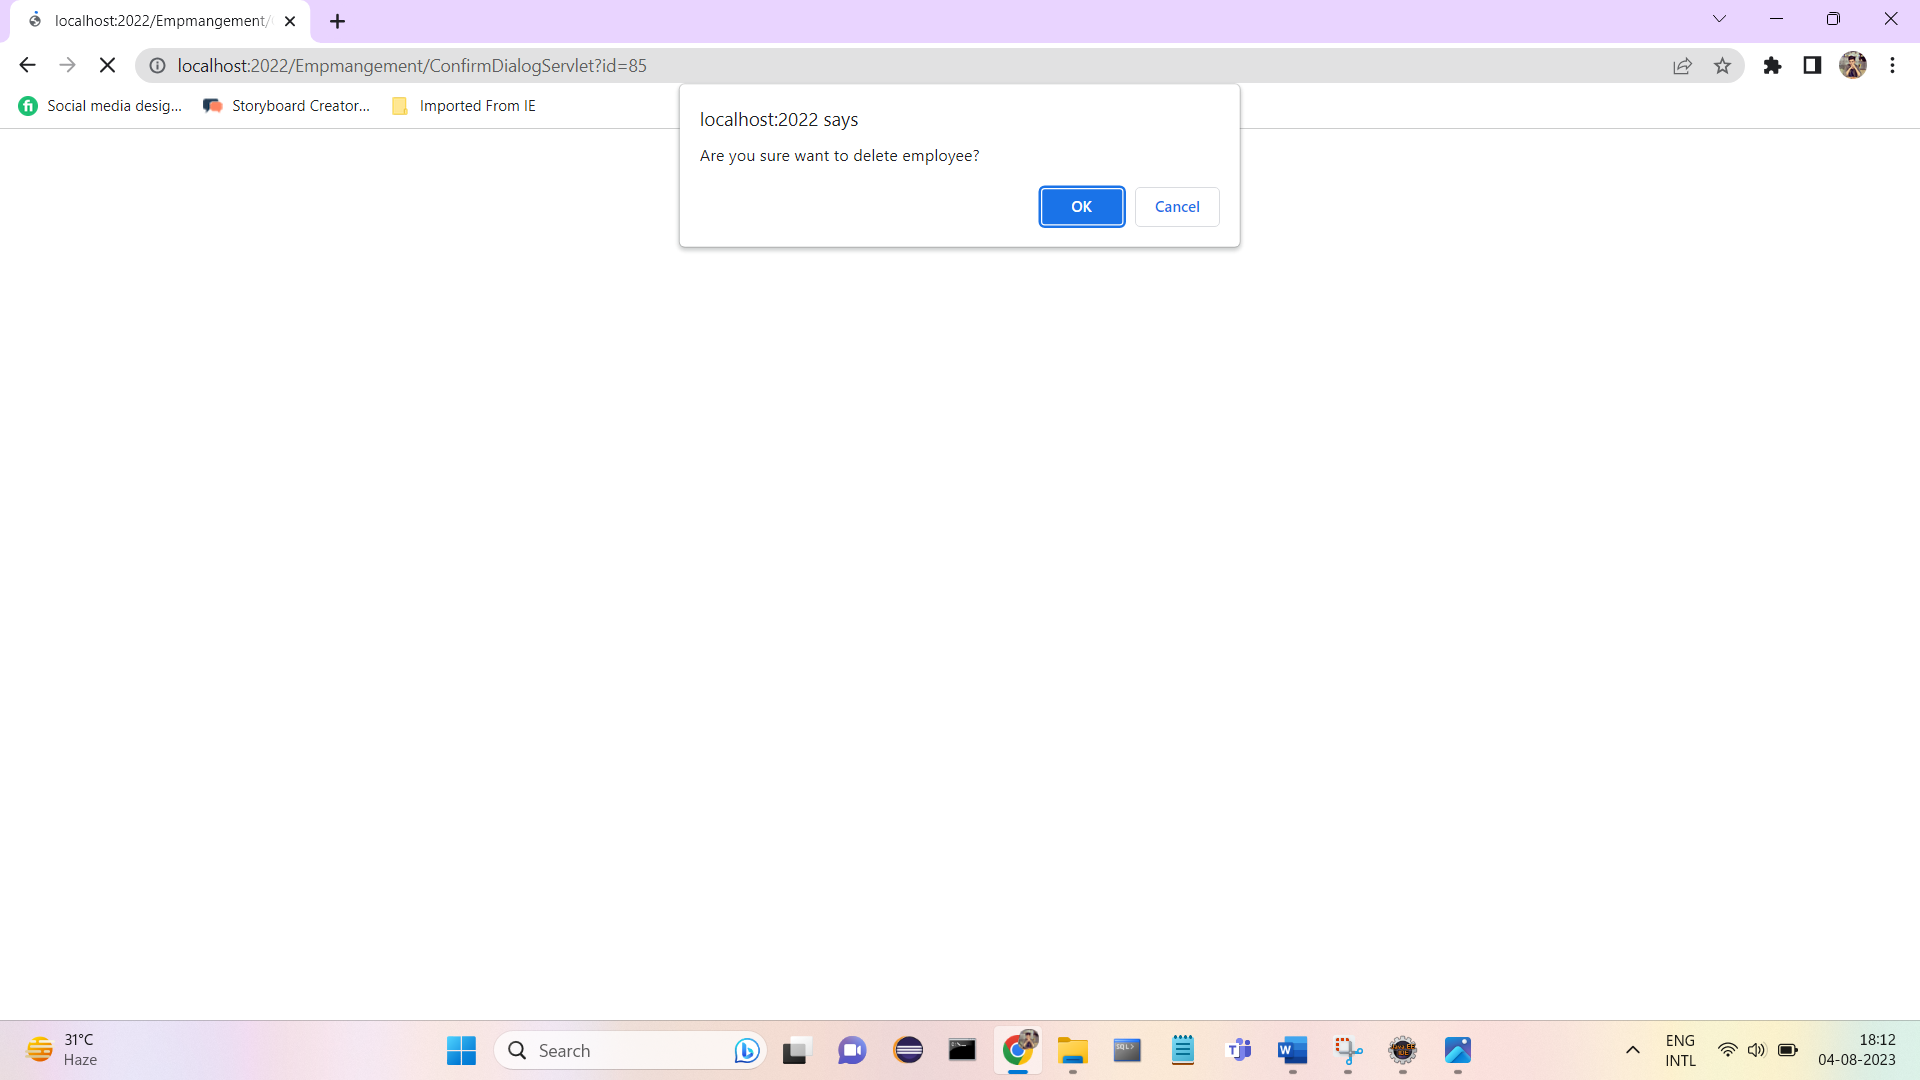 localhost:2022/Empmangement/
localhost:2022/Empmangement/ConfirmDialogServlet?id=85
Social media desig...
Storyboard Creator...
Imported From IE
localhost:2022 says
Are you sure want to delete employee?
OK
Cancel
31°C
Haze
Search
SQL>
W
ENG
INTL
18:12
04-08-2023